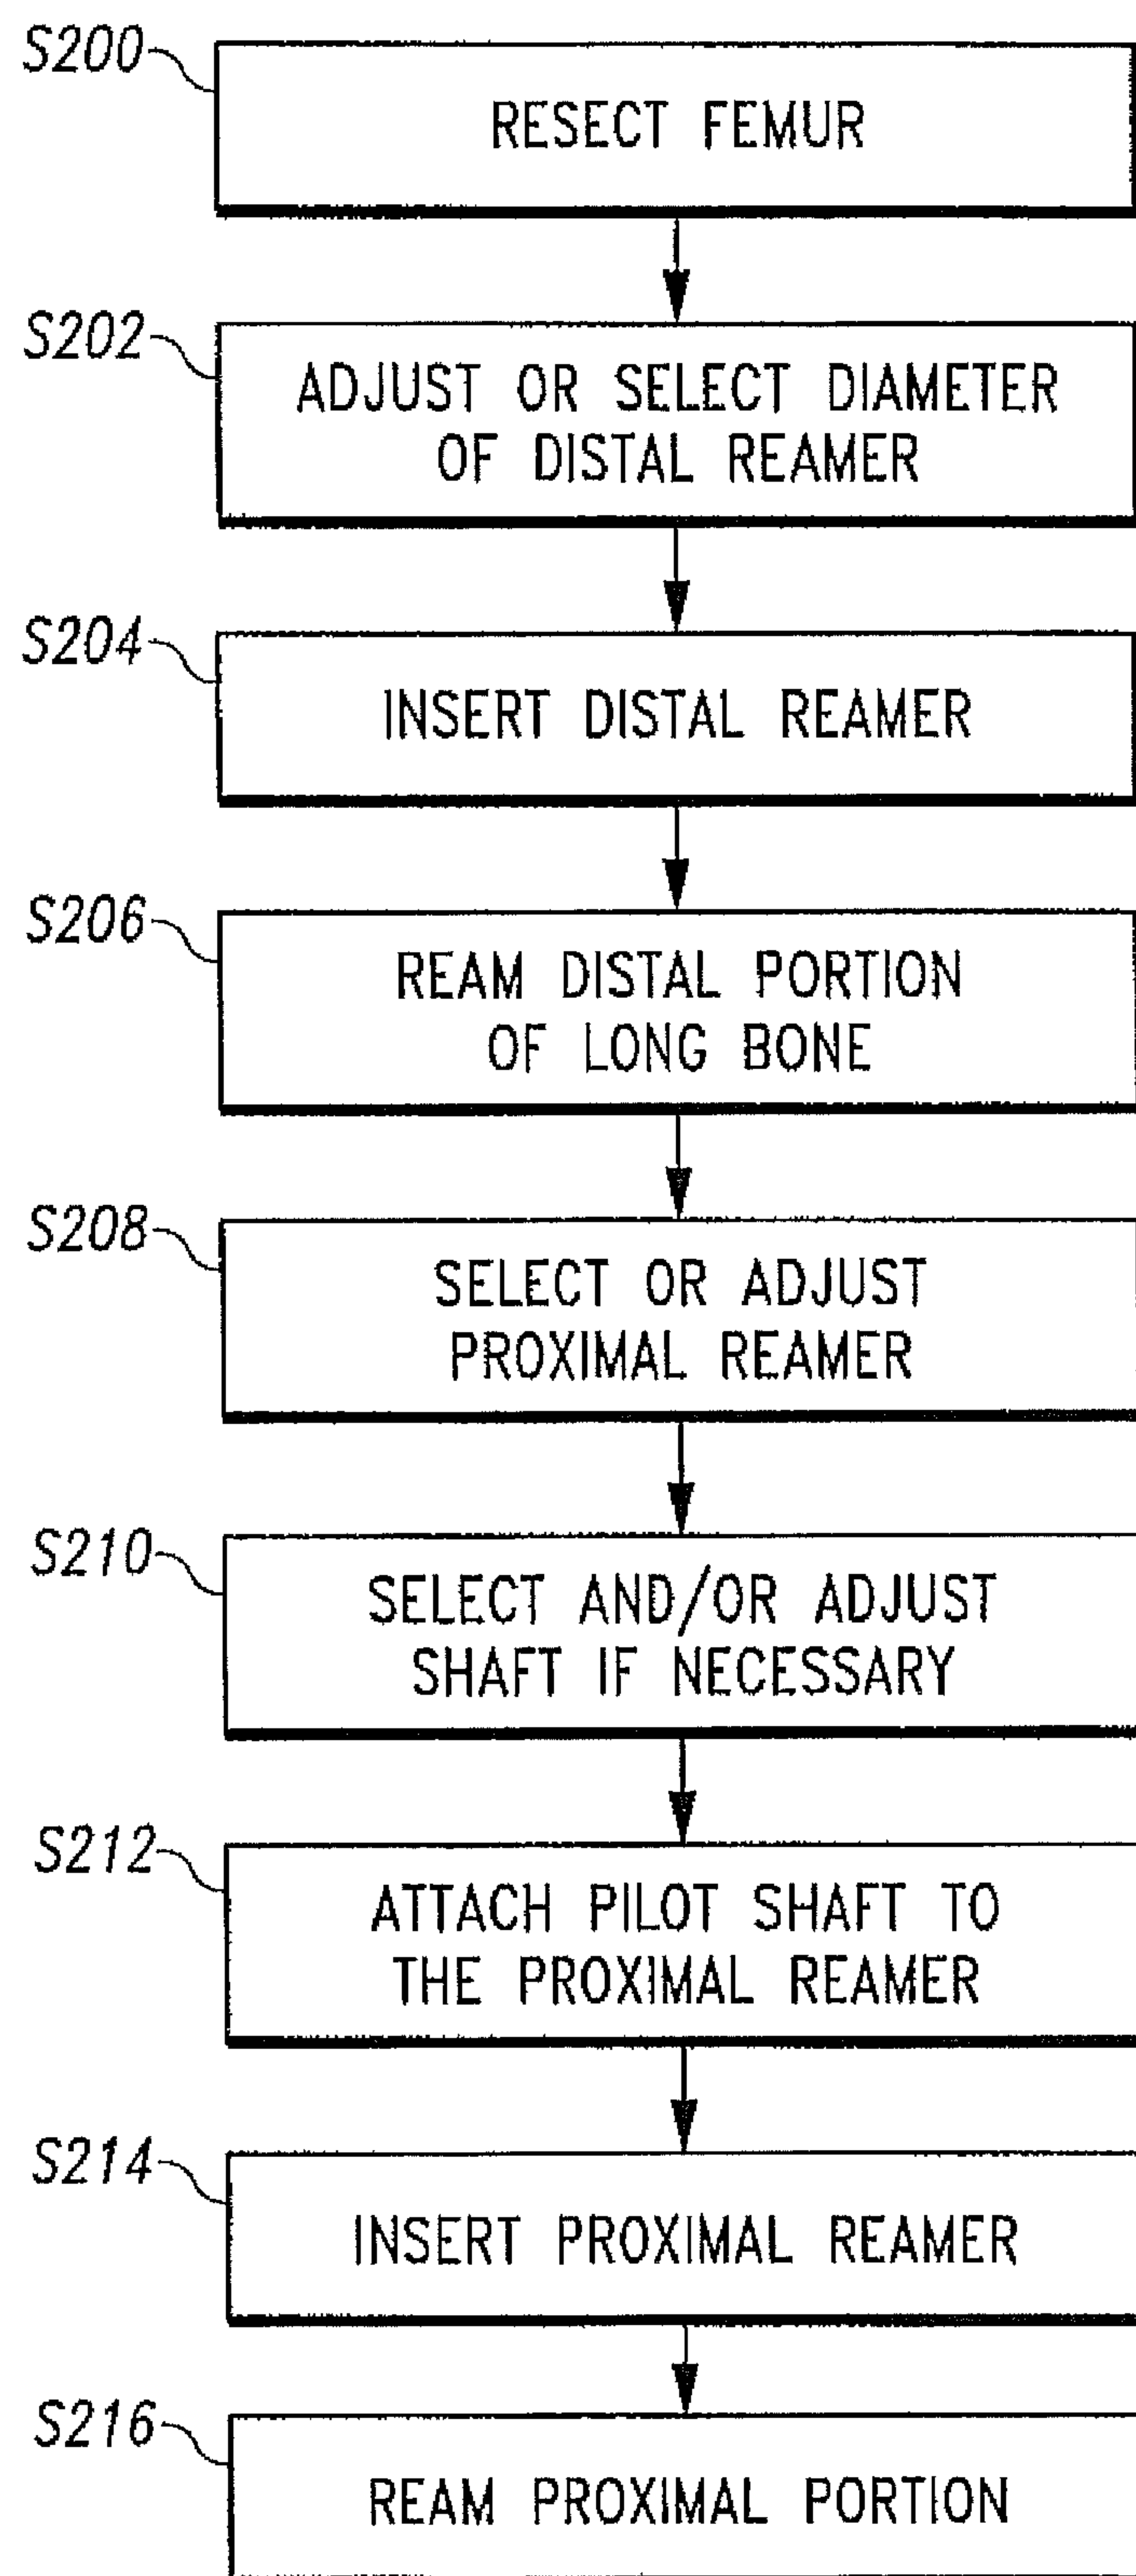 S200
RESECT FEMUR
S202
ADJUST OR SELECT DIAMETER
OF DISTAL REAMER
S204
INSERT DISTAL REAMER
S206
REAM DISTAL PORTION
OF LONG BONE
S208
SELECT OR ADJUST
PROXIMAL REAMER
S210
SELECT AND/OR ADJUST
SHAFT IF NECESSARY
S212
ATTACH PILOT SHAFT TO
THE PROXIMAL REAMER
S214
INSERT PROXIMAL REAMER
S216
REAM PROXIMAL PORTION